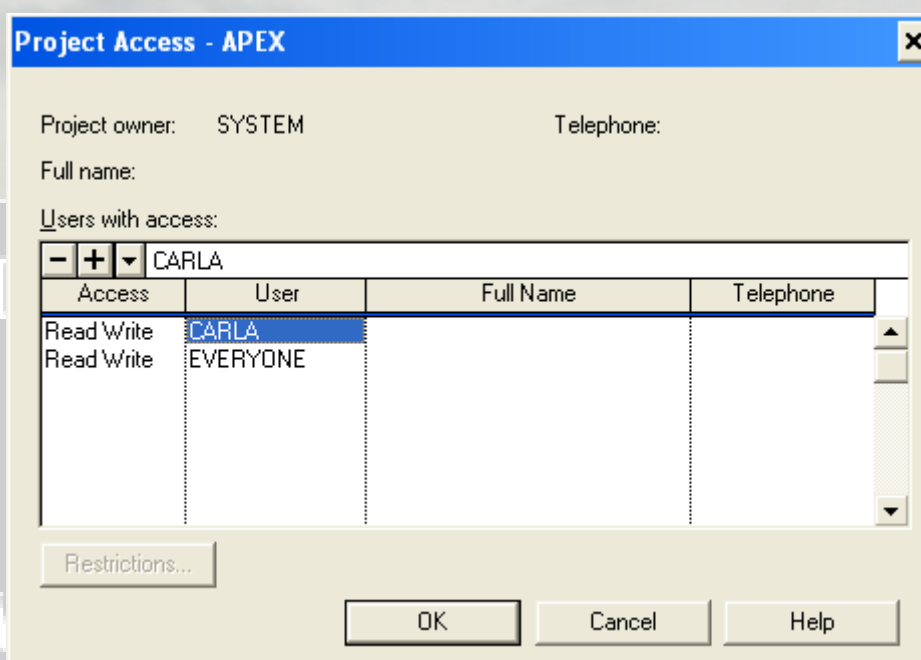 Project Access - APEX
Project owner: SYSTEM Telephone:
Full name:
Users with access:
CARLA
Access User Full Name Telephone
Read Write CARLA
Read Write EVERYONE
Restrictions...
OK Cancel Help